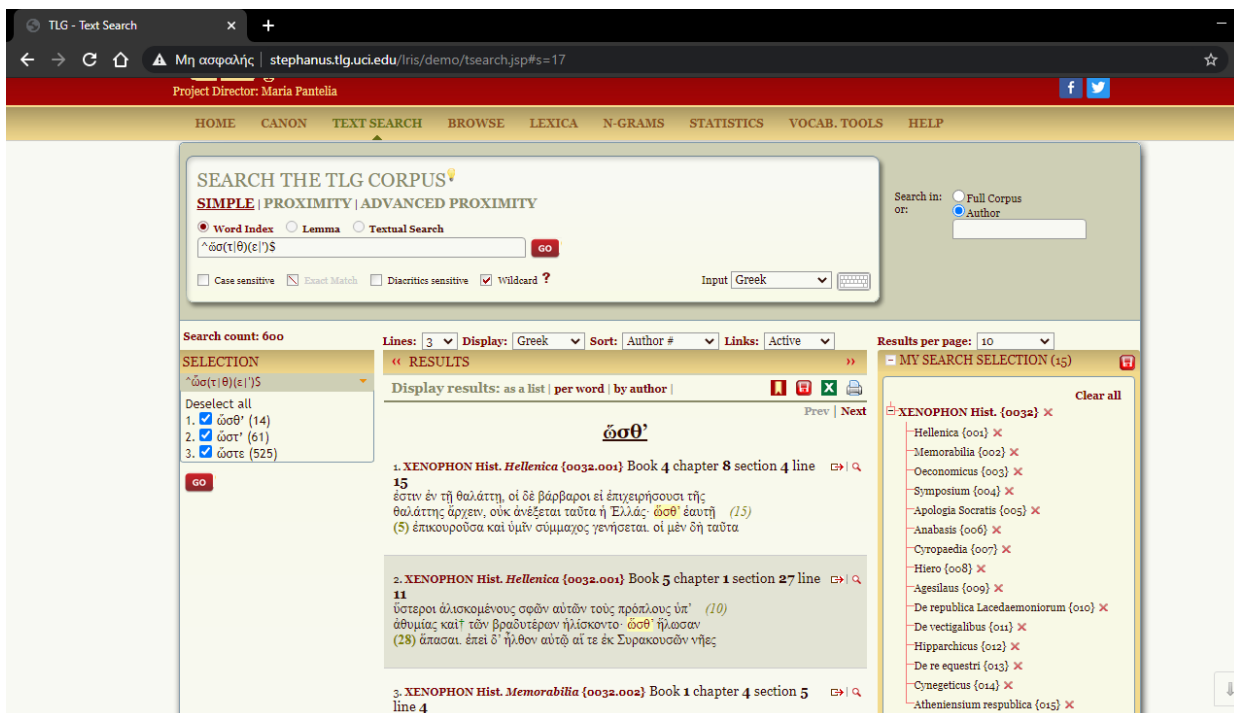 TLG - Text Search
Μη ασφαλής | stephanus.tlg.uci.edu/Iris/demo/tsearch.jsp#s=17
Project Director: Maria Pantelia
HOME CANON TEXT SEARCH BROWSE LEXICA N-GRAMS STATISTICS VOCAB. TOOLS HELP
SEARCH THE TLG CORPUS
SIMPLE | PROXIMITY | ADVANCED PROXIMITY
Word Index Lemma Textual Search
^ὥσ(τ|θ)(ε|')$
GO
Case sensitive Exact Match Diacritics sensitive Wildcard ?
Input Greek
Search in: Full Corpus
or: Author
Search count: 600
Lines: 3 Display: Greek Sort: Author # Links: Active
Results per page: 10
SELECTION
^ὥσ(τ|θ)(ε|')$
Deselect all
1. ὥσθ’ (14)
2. ὥστ’ (61)
3. ὥστε (525)
GO
‹‹ RESULTS ››
Display results: as a list | per word | by author |
Prev | Next
ὥσθ’
1. XENOPHON Hist. Hellenica {0032.001} Book 4 chapter 8 section 4 line
15
ἐστιν ἐν τῇ θαλάττῃ, οἱ δὲ βάρβαροι εἰ ἐπιχειρήσουσι τῆς
θαλάττης ἄρχειν, οὐκ ἀνέξεται ταῦτα ἡ Ἑλλάς· ὥσθ’ ἑαυτῇ (15)
(5) ἐπικουροῦσα καὶ ὑμῖν σύμμαχος γενήσεται. οἱ μὲν δὴ ταῦτα
2. XENOPHON Hist. Hellenica {0032.001} Book 5 chapter 1 section 27 line
11
ὕστεροι ἁλισκομένους σφῶν αὐτῶν τοὺς πρόπλους ὑπ’ (10)
ἀθυμίας καὶ† τῶν βραδυτέρων ἡλίσκοντο· ὥσθ’ ἥλωσαν
(28) ἅπασαι. ἐπεὶ δ’ ἦλθον αὐτῷ αἵ τε ἐκ Συρακουσῶν νῆες
3. XENOPHON Hist. Memorabilia {0032.002} Book 1 chapter 4 section 5
line 4
MY SEARCH SELECTION (15)
Clear all
XENOPHON Hist. {0032}
Hellenica {001}
Memorabilia {002}
Oeconomicus {003}
Symposium {004}
Apologia Socratis {005}
Anabasis {006}
Cyropaedia {007}
Hiero {008}
Agesilaus {009}
De republica Lacedaemoniorum {010}
De vectigalibus {011}
Hipparchicus {012}
De re equestri {013}
Cynegeticus {014}
Atheniensium respublica {015}